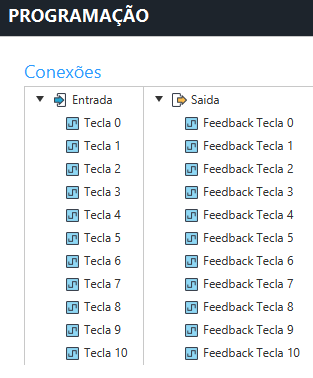 PROGRAMAÇÃO
Conexões
Entrada
Tecla 0
Tecla 1
Tecla 2
Tecla 3
Tecla 4
Tecla 5
Tecla 6
Tecla 7
Tecla 8
Tecla 9
Tecla 10
Saida
Feedback Tecla 0
Feedback Tecla 1
Feedback Tecla 2
Feedback Tecla 3
Feedback Tecla 4
Feedback Tecla 5
Feedback Tecla 6
Feedback Tecla 7
Feedback Tecla 8
Feedback Tecla 9
Feedback Tecla 10